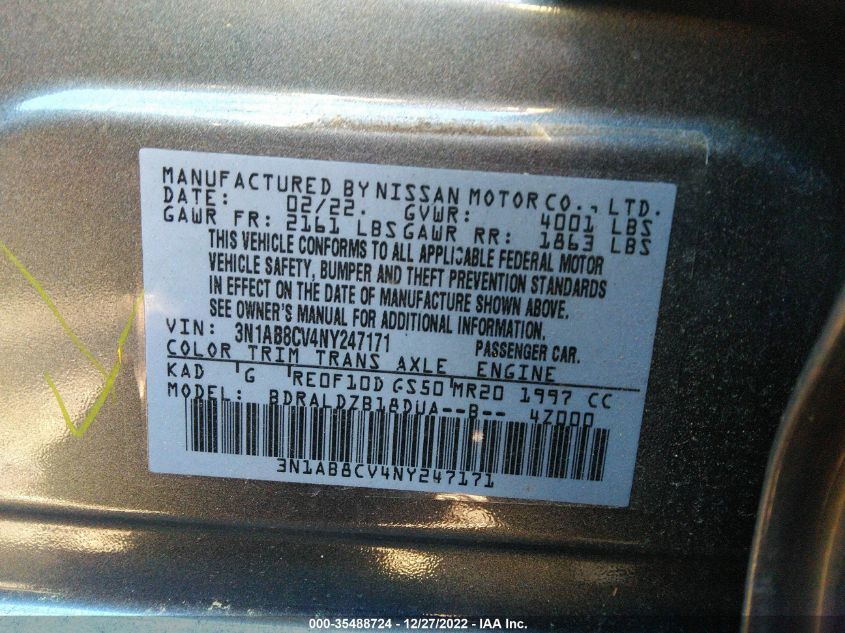 MANUFACTURED BY NISSAN MOTOR CO., LTD.
DATE: 02/22. GVWR: 4001 LBS
GAWR FR: 2161 LBS GAWR RR: 1863 LBS
THIS VEHICLE CONFORMS TO ALL APPLICABLE FEDERAL MOTOR
VEHICLE SAFETY, BUMPER AND THEFT PREVENTION STANDARDS
IN EFFECT ON THE DATE OF MANUFACTURE SHOWN ABOVE.
SEE OWNER'S MANUAL FOR ADDITIONAL INFORMATION.
VIN: 3N1AB8CV4NY247171 PASSENGER CAR.
COLOR TRIM TRANS AXLE ENGINE
KAD G RE0F10D GS50 MR20 1997 CC
MODEL: BDRALDZB18DUA--B-- 4Z000
3N1AB8CV4NY247171
000-35488724 - 12/27/2022 - IAA Inc.